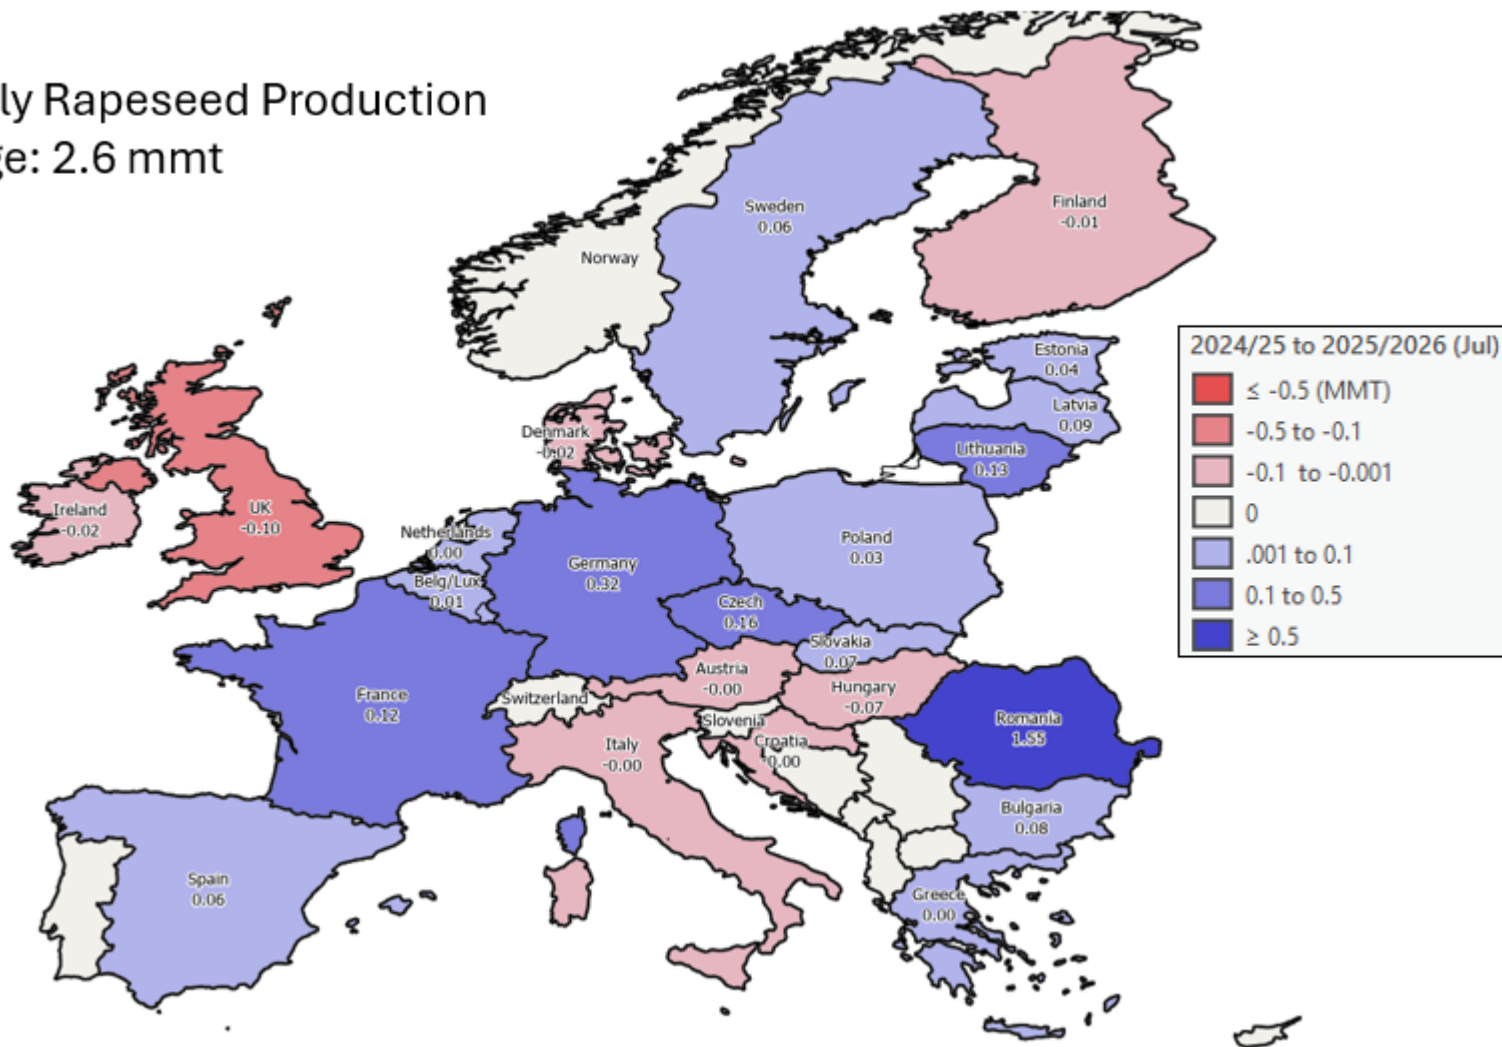 ly Rapeseed Production
ge: 2.6 mmt
Sweden
0.06
Finland
-0.01
Norway
2024/25 to 2025/2026 (Jul)
≤ -0.5 (MMT)
-0.5 to -0.1
-0.1 to -0.001
0
.001 to 0.1
0.1 to 0.5
≥ 0.5
Estonia
0.04
Latvia
0.09
Lithuania
0.13
Denmark
-0.02
Ireland
-0.02
UK
-0.10
Netherlands
0.00
Belg/Lux
0.01
Germany
0.32
Poland
0.03
Czech
0.16
Slovakia
0.07
Austria
-0.00
Hungary
-0.07
France
0.12
Switzerland
Slovenia
Croatia
-0.00
Italy
-0.00
Romania
1.55
Bulgaria
0.08
Spain
0.06
Greece
0.00